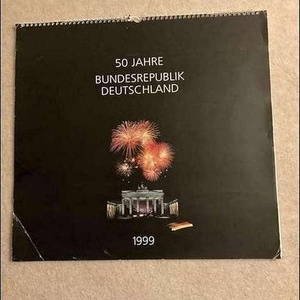 50 JAHRE
BUNDESREPUBLIK
DEUTSCHLAND
1999